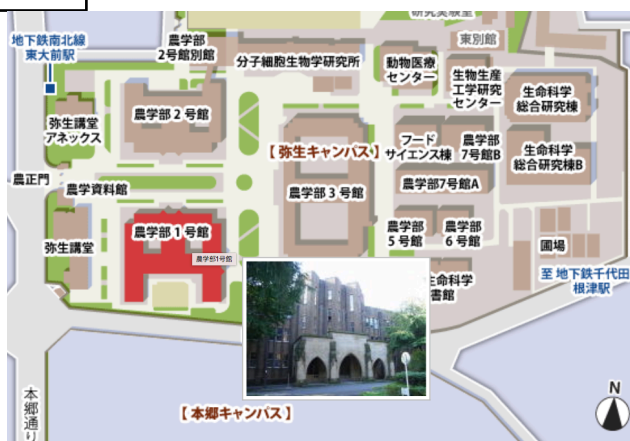 地下鉄南北線
東大前駅
農学部
2号館別館
分子細胞生物学研究所
動物医療
センター
東別館
生物生産
工学研究
センター
生命科学
総合研究棟
弥生講堂
アネックス
農学部2号館
【弥生キャンパス】
フード
サイエンス棟
農学部
7号館B
生命科学
総合研究棟B
農正門
農学資料館
農学部3号館
農学部7号館A
弥生講堂
農学部1号館
農学部1号館
農学部
5号館
農学部
6号館
圃場
生命科学
書館
至 地下鉄千代田
根津駅
本郷通り
【本郷キャンパス】
N